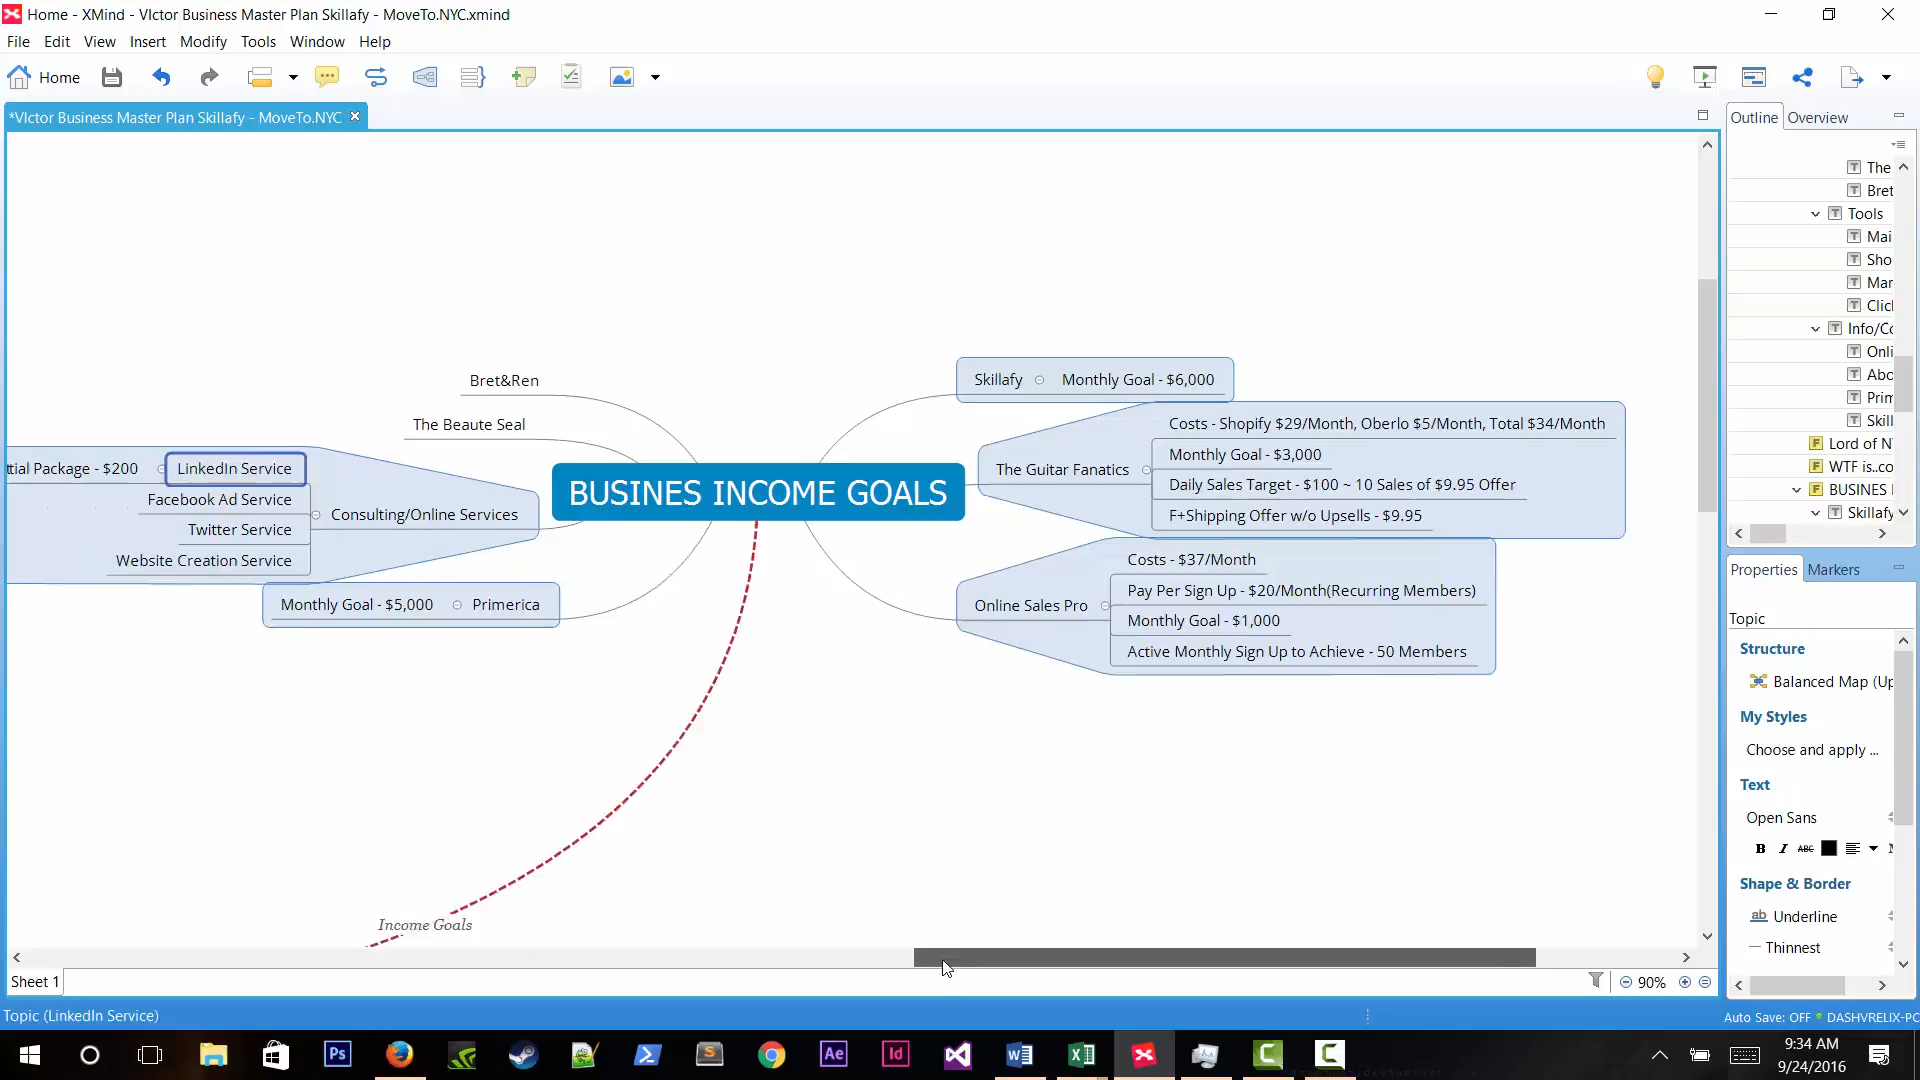 Home - XMind - VIctor Business Master Plan Skillafy - MoveTo.NYC.xmind
File Edit View Insert Modify Tools Window Help
Home
*VIctor Business Master Plan Skillafy - MoveTo.NYC
Outline Overview
The
Bret
Tools
Mai
Sho
Mar
Clic
Info/Co
Onli
Abo
Prim
Skill
Lord of N
WTF is..co
BUSINES
Skillafy
Bret&Ren
The Beaute Seal
tial Package - $200
LinkedIn Service
Facebook Ad Service
Twitter Service
Website Creation Service
Consulting/Online Services
Monthly Goal - $5,000 Primerica
BUSINES INCOME GOALS
Skillafy Monthly Goal - $6,000
The Guitar Fanatics
Costs - Shopify $29/Month, Oberlo $5/Month, Total $34/Month
Monthly Goal - $3,000
Daily Sales Target - $100 ~ 10 Sales of $9.95 Offer
F+Shipping Offer w/o Upsells - $9.95
Online Sales Pro
Costs - $37/Month
Pay Per Sign Up - $20/Month(Recurring Members)
Monthly Goal - $1,000
Active Monthly Sign Up to Achieve - 50 Members
Income Goals
Properties Markers
Topic
Structure
Balanced Map (Up
My Styles
Choose and apply ...
Text
Open Sans
B I ABC
Shape & Border
ab Underline
Thinnest
Sheet 1
90%
Topic (LinkedIn Service)
Auto Save: OFF DASHVRELIX-PC
Ps Ae Id
9:34 AM
9/24/2016